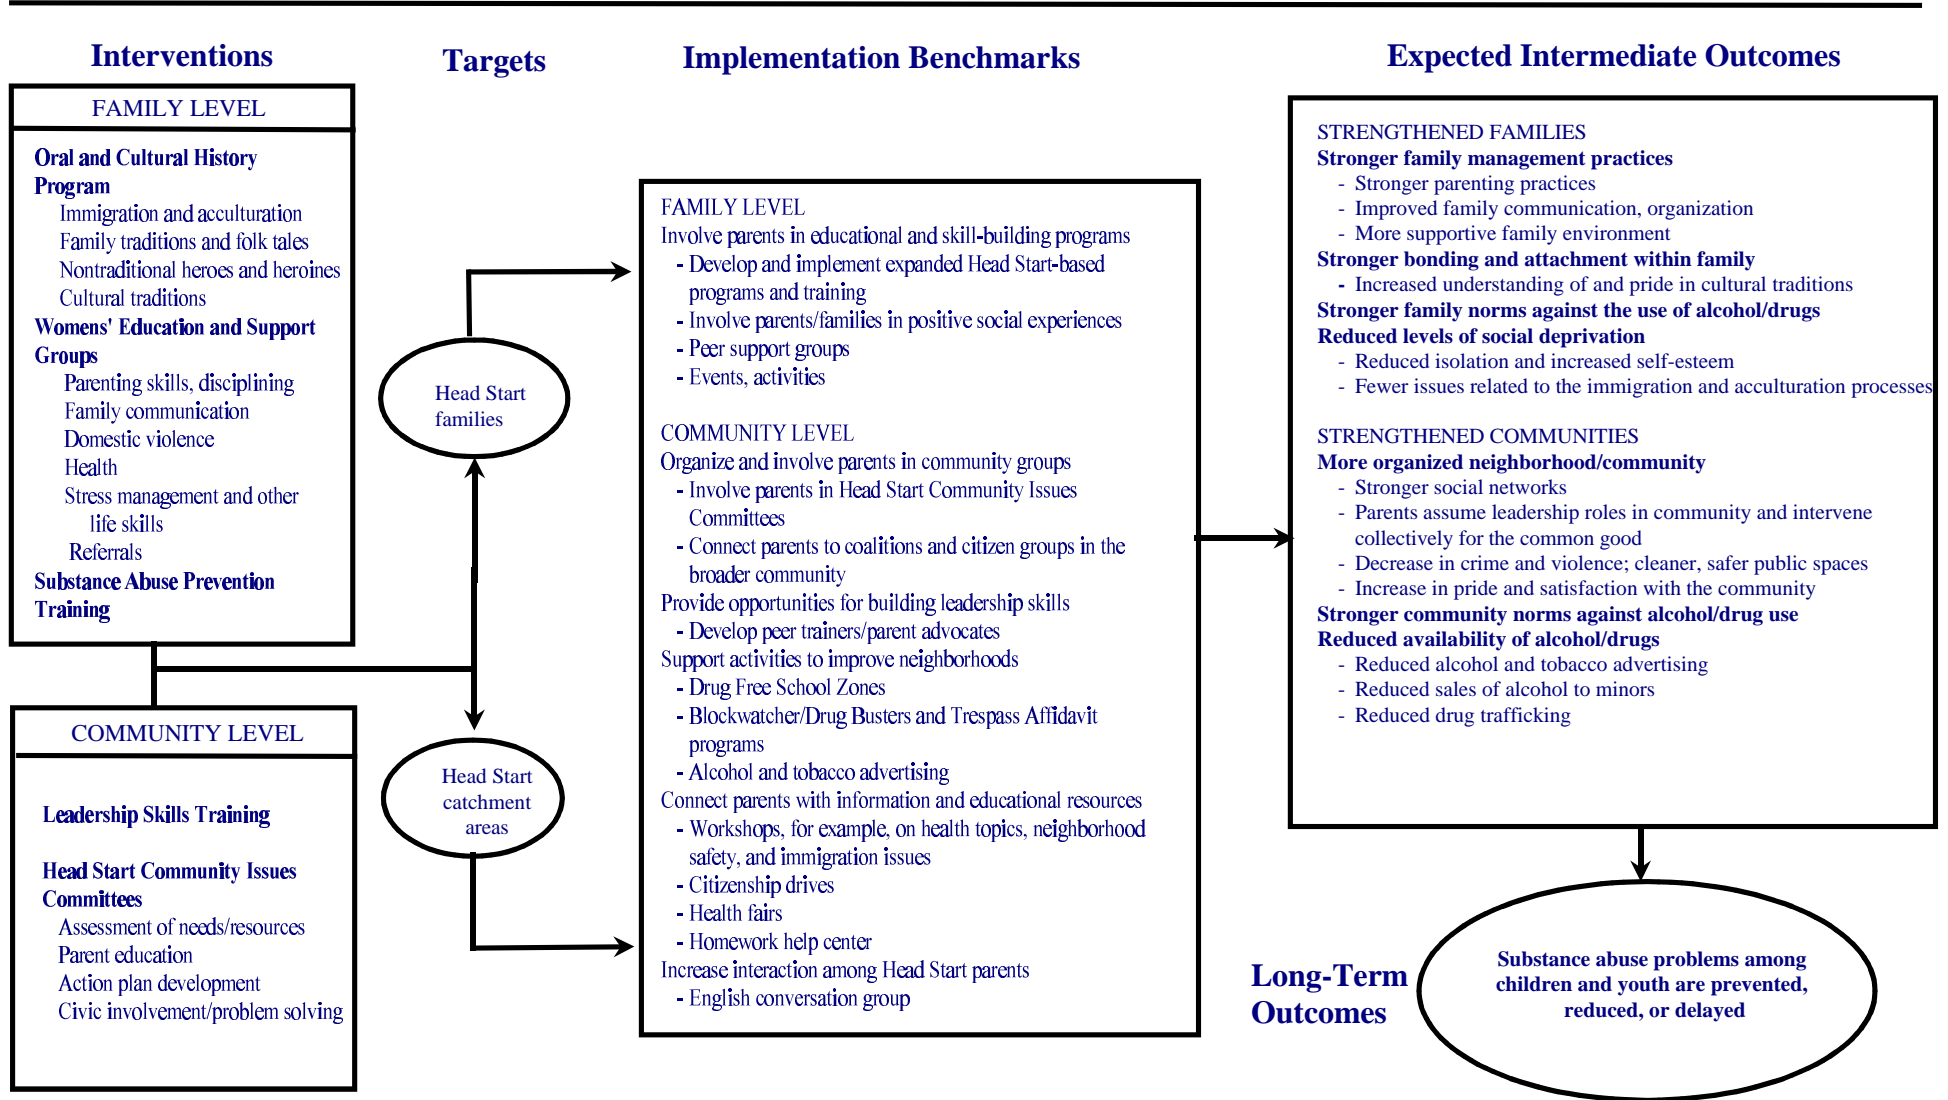 Interventions
FAMILY LEVEL
Oral and Cultural History
Program
Immigration and acculturation
Family traditions and folk tales
Nontraditional heroes and heroines
Cultural traditions
Womens' Education and Support
Groups
Parenting skills, disciplining
Family communication
Domestic violence
Health
Stress management and other
life skills
Referrals
Substance Abuse Prevention
Training
COMMUNITY LEVEL
Leadership Skills Training
Head Start Community Issues
Committees
Assessment of needs/resources
Parent education
Action plan development
Civic involvement/problem solving
Targets
Head Start
families
Head Start
catchment
areas
Implementation Benchmarks
FAMILY LEVEL
Involve parents in educational and skill-building programs
- Develop and implement expanded Head Start-based
programs and training
- Involve parents/families in positive social experiences
- Peer support groups
- Events, activities
COMMUNITY LEVEL
Organize and involve parents in community groups
- Involve parents in Head Start Community Issues
Committees
- Connect parents to coalitions and citizen groups in the
broader community
Provide opportunities for building leadership skills
- Develop peer trainers/parent advocates
Support activities to improve neighborhoods
- Drug Free School Zones
- Blockwatcher/Drug Busters and Trespass Affidavit
programs
- Alcohol and tobacco advertising
Connect parents with information and educational resources
- Workshops, for example, on health topics, neighborhood
safety, and immigration issues
- Citizenship drives
- Health fairs
- Homework help center
Increase interaction among Head Start parents
- English conversation group
Expected Intermediate Outcomes
STRENGTHENED FAMILIES
Stronger family management practices
- Stronger parenting practices
- Improved family communication, organization
- More supportive family environment
Stronger bonding and attachment within family
- Increased understanding of and pride in cultural traditions
Stronger family norms against the use of alcohol/drugs
Reduced levels of social deprivation
- Reduced isolation and increased self-esteem
- Fewer issues related to the immigration and acculturation processes
STRENGTHENED COMMUNITIES
More organized neighborhood/community
- Stronger social networks
- Parents assume leadership roles in community and intervene
collectively for the common good
- Decrease in crime and violence; cleaner, safer public spaces
- Increase in pride and satisfaction with the community
Stronger community norms against alcohol/drug use
Reduced availability of alcohol/drugs
- Reduced alcohol and tobacco advertising
- Reduced sales of alcohol to minors
- Reduced drug trafficking
Long-Term
Outcomes
Substance abuse problems among
children and youth are prevented,
reduced, or delayed